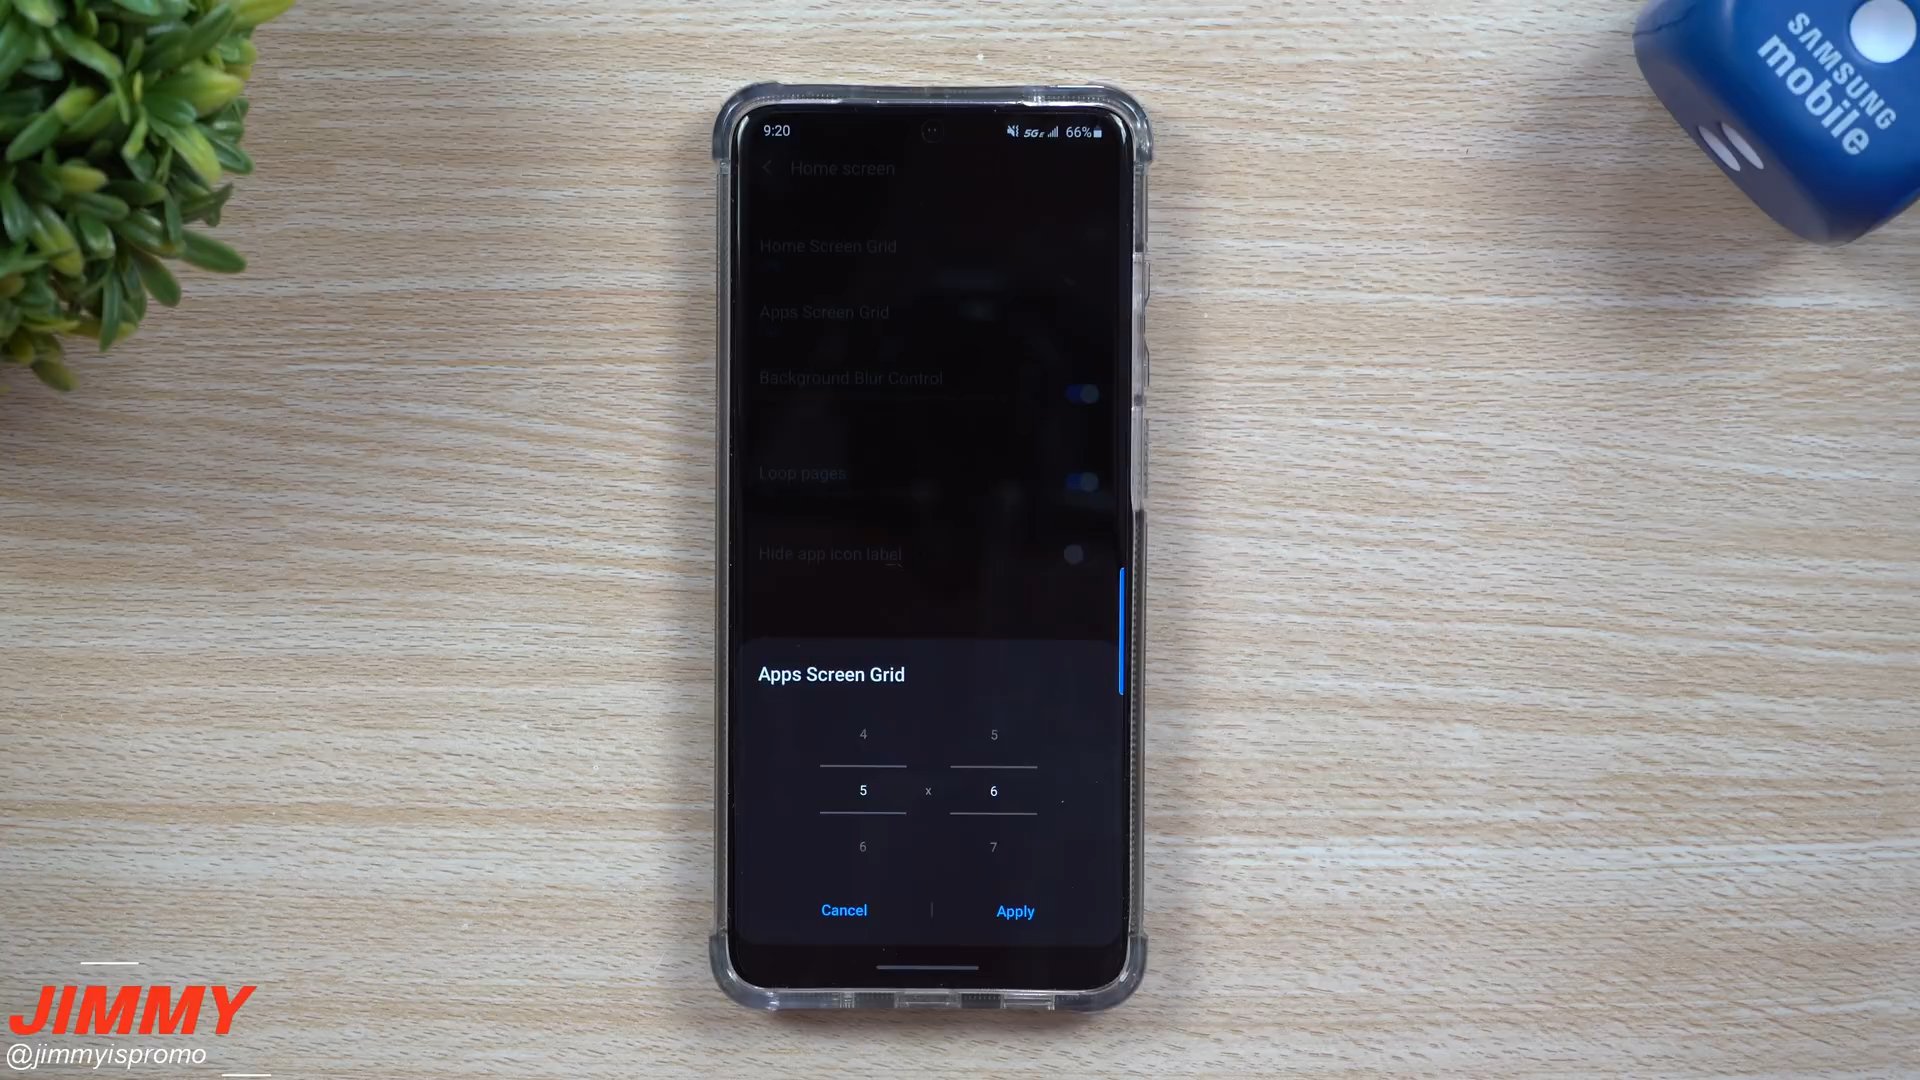 SAMSUNG
mobile
9:20
5GE 66%
Home screen
Home Screen Grid
Apps Screen Grid
Background Blur Control
Loop pages
Hide app icon label
Apps Screen Grid
4 5
5 x 6
6 7
Cancel | Apply
JIMMY
@jimmyispromo